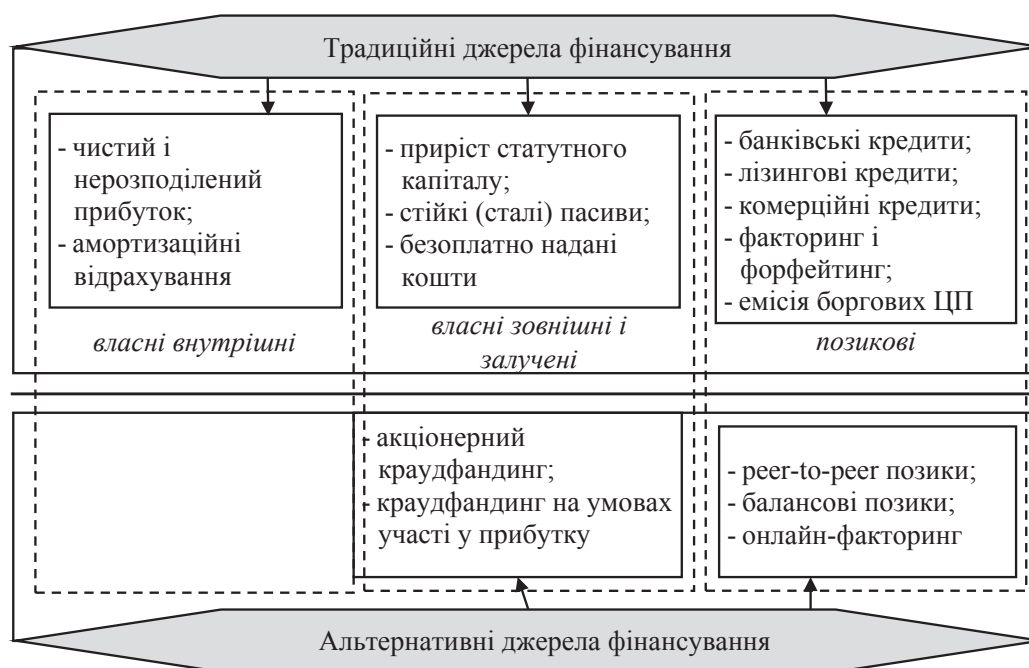 Традиційні джерела фінансування
- чистий і
нерозподілений
прибуток;
- амортизаційні
відрахування
власні внутрішні
- приріст статутного
капіталу;
- стійкі (сталі) пасиви;
- безоплатно надані
кошти
власні зовнішні і
залучені
- банківські кредити;
- лізингові кредити;
- комерційні кредити;
- факторинг і
форфейтинг;
- емісія боргових ЦП
позикові
- акціонерний
краудфандинг;
- краудфандинг на умовах
участі у прибутку
- peer-to-peer позики;
- балансові позики;
- онлайн-факторинг
Альтернативні джерела фінансування